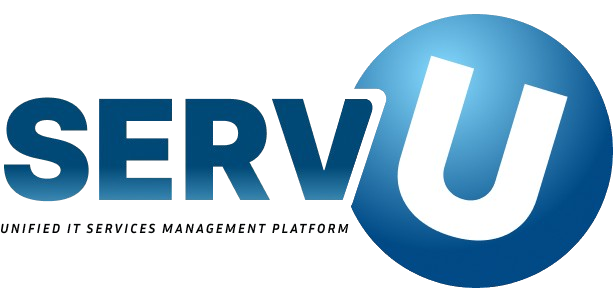 SERVU
UNIFIED IT SERVICES MANAGEMENT PLATFORM